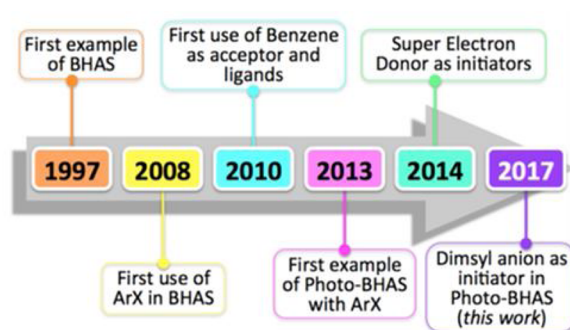 First example
of BHAS
First use of Benzene
as acceptor and
ligands
Super Electron
Donor as initiators
1997
2008
2010
2013
2014
2017
First use of
ArX in BHAS
First example
of Photo-BHAS
with ArX
Dimsyl anion as
initiator in
Photo-BHAS
(this work)